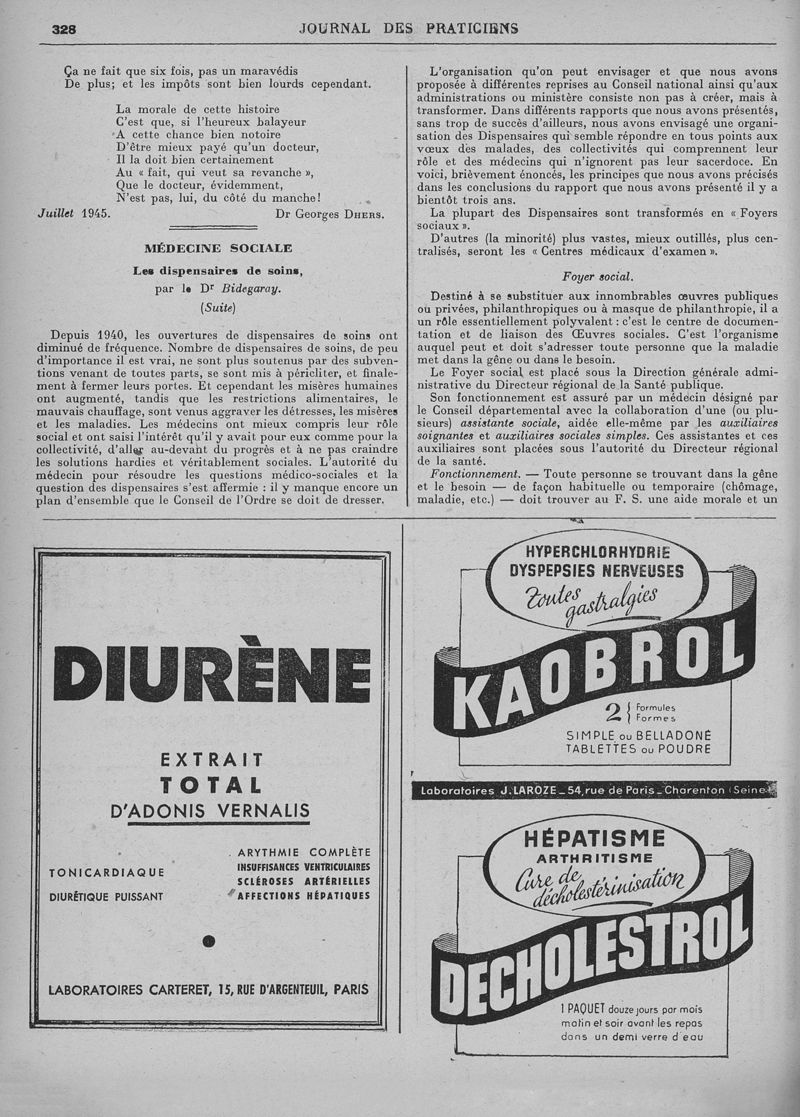 328
JOURNAL DES PRATICIENS
Ça ne fait que six fois, pas un maravédis
De plus; et les impôts sont bien lourds cependant.
La morale de cette histoire
C'est que, si l'heureux balayeur
A cette chance bien notoire
D'être mieux payé qu'un docteur,
Il la doit bien certainement
Au « fait, qui veut sa revanche »,
Que le docteur, évidemment,
N'est pas, lui, du côté du manche!
Juillet 1945. Dr Georges DHERS.
MÉDECINE SOCIALE
Les dispensaires de soins,
par le Dr Bidegaray.
(Suite)
Depuis 1940, les ouvertures de dispensaires de soins ont
diminué de fréquence. Nombre de dispensaires de soins, de peu
d'importance il est vrai, ne sont plus soutenus par des subven-
tions venant de toutes parts, se sont mis à péricliter, et finale-
ment à fermer leurs portes. Et cependant les misères humaines
ont augmenté, tandis que les restrictions alimentaires, le
mauvais chauffage, sont venus aggraver les détresses, les misères
et les maladies. Les médecins ont mieux compris leur rôle
social et ont saisi l'intérêt qu'il y avait pour eux comme pour la
collectivité, d'aller au-devant du progrès et à ne pas craindre
les solutions hardies et véritablement sociales. L'autorité du
médecin pour résoudre les questions médico-sociales et la
question des dispensaires s'est affermie : il y manque encore un
plan d'ensemble que le Conseil de l'Ordre se doit de dresser.
L'organisation qu'on peut envisager et que nous avons
proposée à différentes reprises au Conseil national ainsi qu'aux
administrations ou ministère consiste non pas à créer, mais à
transformer. Dans différents rapports que nous avons présentés,
sans trop de succès d'ailleurs, nous avons envisagé une organi-
sation des Dispensaires qui semble répondre en tous points aux
vœux des malades, des collectivités qui comprennent leur
rôle et des médecins qui n'ignorent pas leur sacerdoce. En
voici, brièvement énoncés, les principes que nous avons précisés
dans les conclusions du rapport que nous avons présenté il y a
bientôt trois ans.
La plupart des Dispensaires sont transformés en « Foyers
sociaux ».
D'autres (la minorité) plus vastes, mieux outillés, plus cen-
tralisés, seront les « Centres médicaux d'examen ».
Foyer social.
Destiné à se substituer aux innombrables œuvres publiques
ou privées, philanthropiques ou à masque de philanthropie, il a
un rôle essentiellement polyvalent : c'est le centre de documen-
tation et de liaison des Œuvres sociales. C'est l'organisme
auquel peut et doit s'adresser toute personne que la maladie
met dans la gêne ou dans le besoin.
Le Foyer social est placé sous la Direction générale admi-
nistrative du Directeur régional de la Santé publique.
Son fonctionnement est assuré par un médecin désigné par
le Conseil départemental avec la collaboration d'une (ou plu-
sieurs) assistante sociale, aidée elle-même par les auxiliaires
soignantes et auxiliaires sociales simples. Ces assistantes et ces
auxiliaires sont placées sous l'autorité du Directeur régional
de la santé.
Fonctionnement. — Toute personne se trouvant dans la gêne
et le besoin — de façon habituelle ou temporaire (chômage,
maladie, etc.) — doit trouver au F. S. une aide morale et un
DIURÈNE
EXTRAIT
TOTAL
D'ADONIS VERNALIS
TONICARDIAQUE
DIURÉTIQUE PUISSANT
ARYTHMIE COMPLÈTE
INSUFFISANCES VENTRICULAIRES
SCLÉROSES ARTÉRIELLES
AFFECTIONS HÉPATIQUES
LABORATOIRES CARTERET, 15, RUE D'ARGENTEUIL, PARIS
HYPERCHLORHYDRIE
DYSPEPSIES NERVEUSES
Toutes
gastralgies
KAOBROL
2 { Formules
Formes
SIMPLE ou BELLADONÉ
TABLETTES ou POUDRE
Laboratoires J. LAROZE _ 54, rue de Paris _ Charenton (Seine)
HÉPATISME
ARTHRITISME
Cure de
décholestérinisation
DECHOLESTROL
1 PAQUET douze jours par mois
matin et soir avant les repas
dans un demi verre d'eau